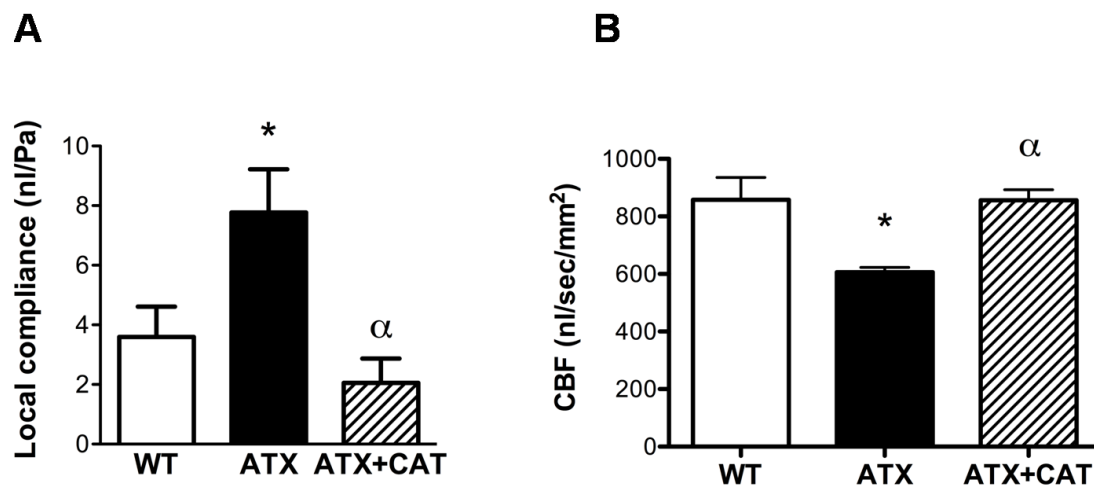 A
Local compliance (nl/Pa)
10
8
6
4
2
0
*
α
WT ATX ATX+CAT
B
CBF (nl/sec/mm²)
1000
800
600
400
200
0
*
α
WT ATX ATX+CAT